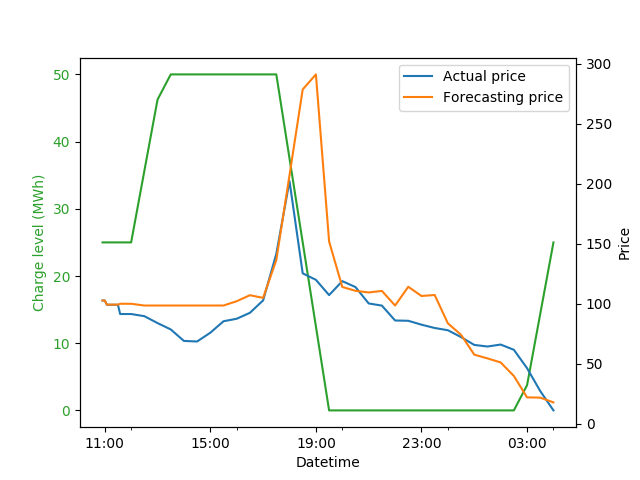 Actual price
Forecasting price
50
40
30
20
10
0
Charge level (MWh)
300
250
200
150
100
50
0
Price
11:00 15:00 19:00 23:00 03:00
Datetime